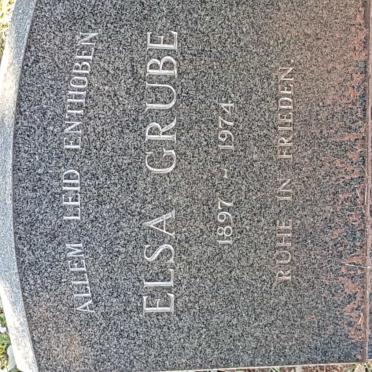 ALLEM LEID ENTHOBEN
ELSA GRUBE
1897 ~ 1974
RUHE IN FRIEDEN.